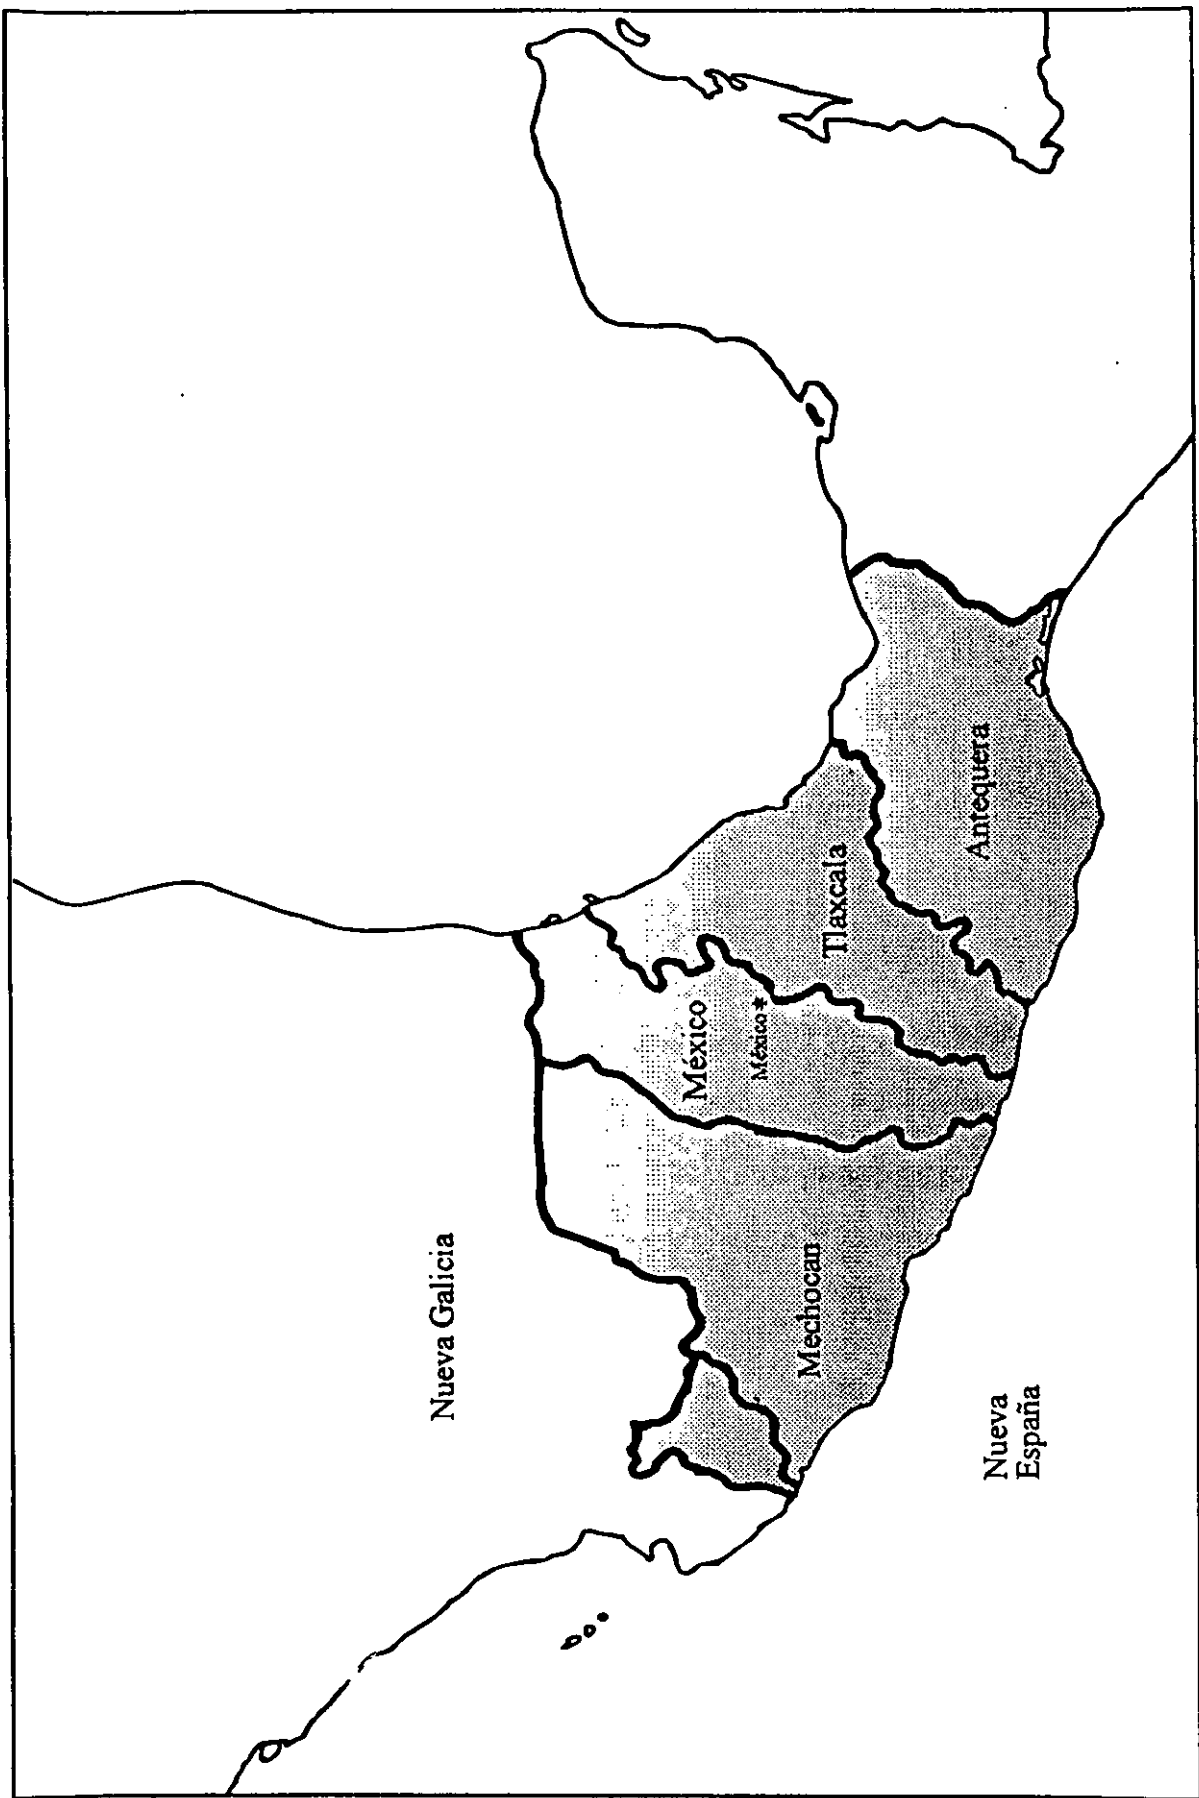 Nueva Galicia
México
México *
Tlaxcala
Antequera
Mechocan
Nueva
España